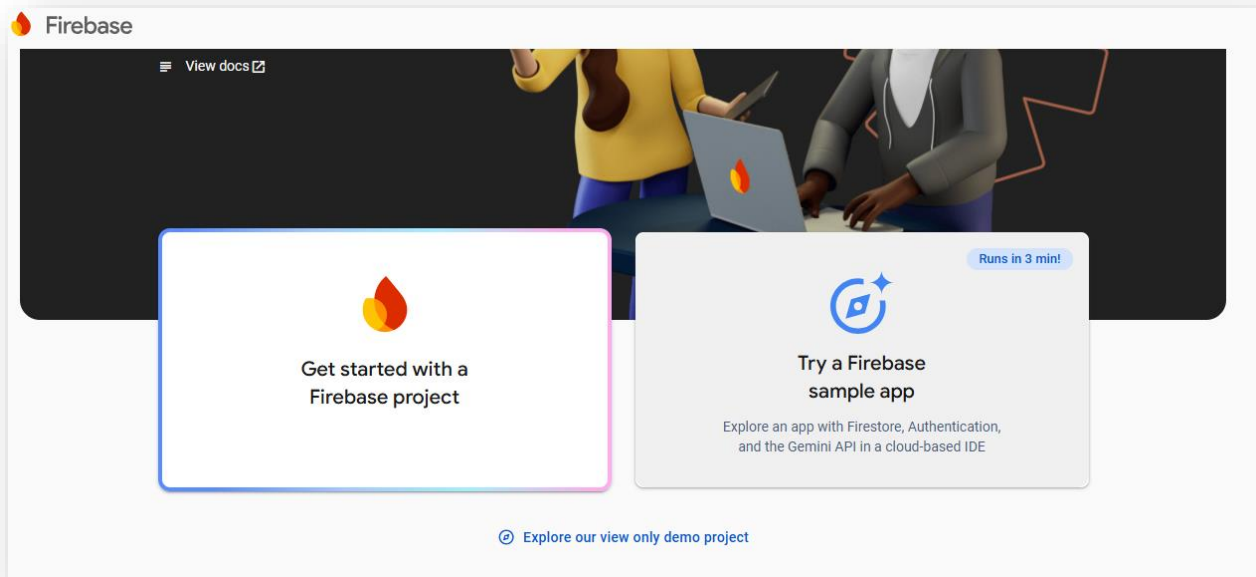 Firebase
View docs
Get started with a
Firebase project
Runs in 3 min!
Try a Firebase
sample app
Explore an app with Firestore, Authentication,
and the Gemini API in a cloud-based IDE
Explore our view only demo project